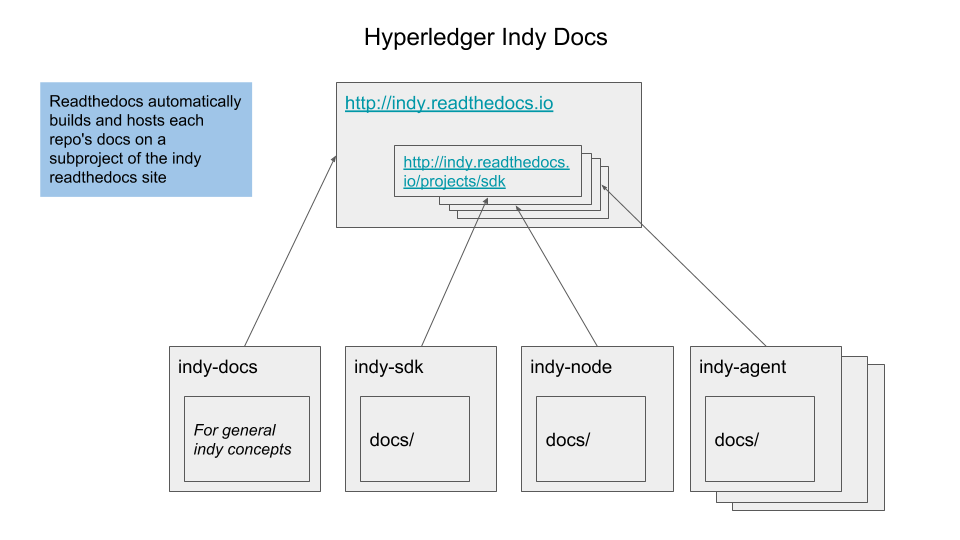 Hyperledger Indy Docs
Readthedocs automatically
builds and hosts each
repo's docs on a
subproject of the indy
readthedocs site
http://indy.readthedocs.io
http://indy.readthedocs.
io/projects/sdk
indy-docs
For general
indy concepts
indy-sdk
docs/
indy-node
docs/
indy-agent
docs/